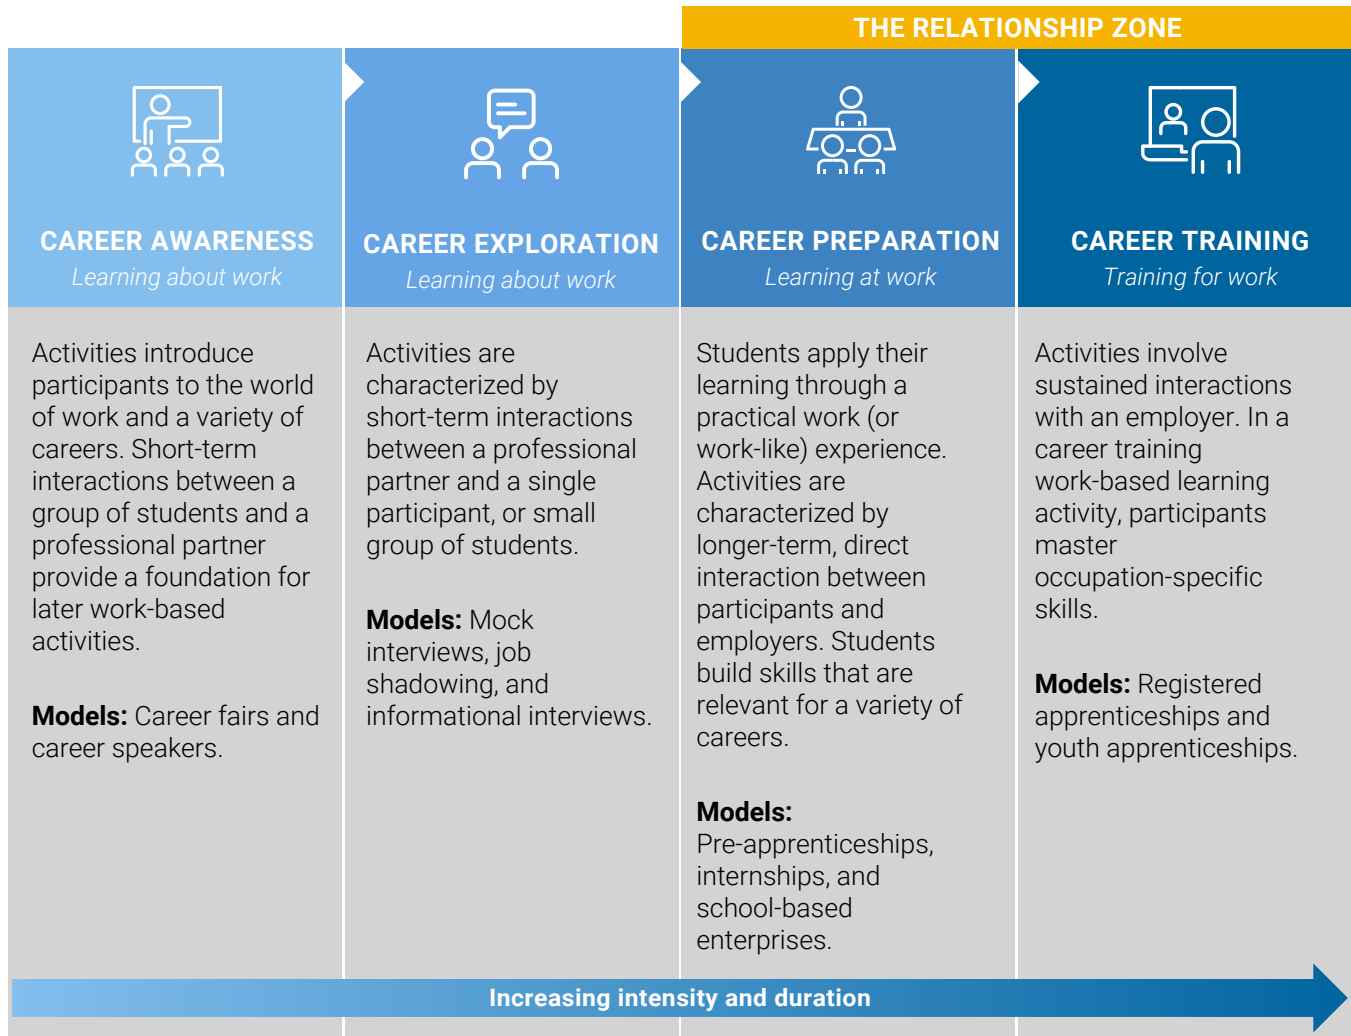 THE RELATIONSHIP ZONE
CAREER AWARENESS
Learning about work
Activities introduce
participants to the world
of work and a variety of
careers. Short-term
interactions between a
group of students and a
professional partner
provide a foundation for
later work-based
activities.
Models: Career fairs and
career speakers.
CAREER EXPLORATION
Learning about work
Activities are
characterized by
short-term interactions
between a professional
partner and a single
participant, or small
group of students.
Models: Mock
interviews, job
shadowing, and
informational interviews.
CAREER PREPARATION
Learning at work
Students apply their
learning through a
practical work (or
work-like) experience.
Activities are
characterized by
longer-term, direct
interaction between
participants and
employers. Students
build skills that are
relevant for a variety of
careers.
Models:
Pre-apprenticeships,
internships, and
school-based
enterprises.
CAREER TRAINING
Training for work
Activities involve
sustained interactions
with an employer. In a
career training
work-based learning
activity, participants
master
occupation-specific
skills.
Models: Registered
apprenticeships and
youth apprenticeships.
Increasing intensity and duration